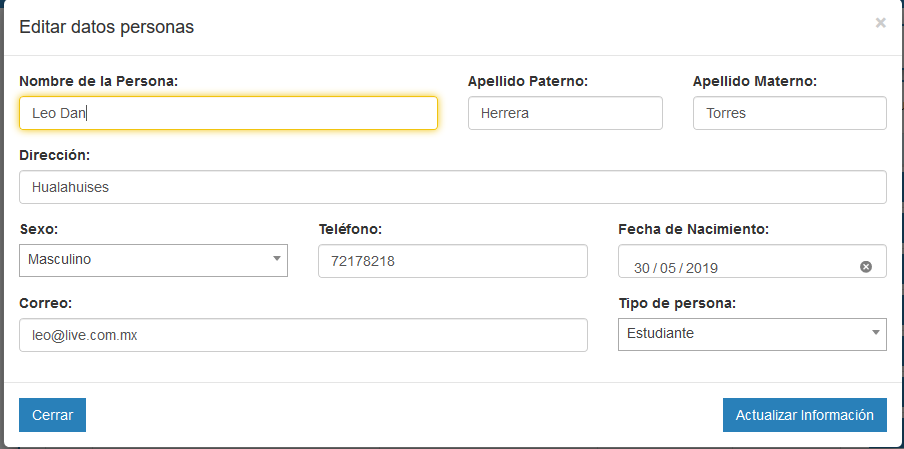 Editar datos personas
×
Nombre de la Persona: Apellido Paterno: Apellido Materno:
Leo Dan Herrera Torres
Dirección:
Hualahuises
Sexo: Teléfono: Fecha de Nacimiento:
Masculino 72178218 30 / 05 / 2019
Correo: Tipo de persona:
leo@live.com.mx Estudiante
Cerrar Actualizar Información